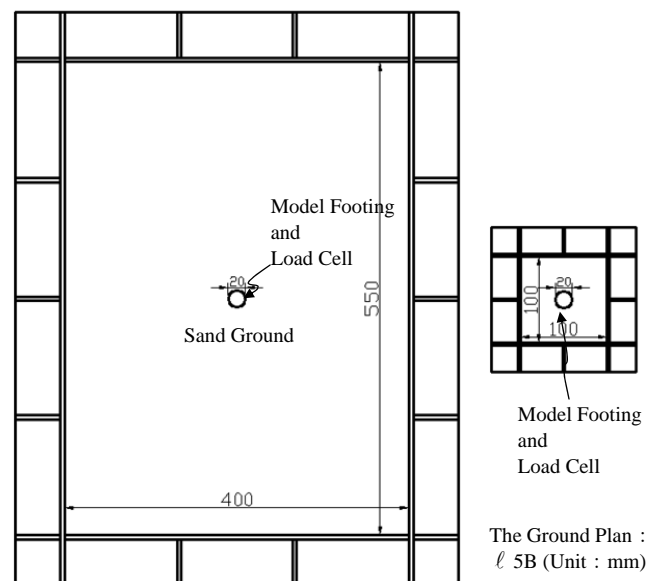 Model Footing
and
Load Cell
20
550
Sand Ground
400
20
100
100
Model Footing
and
Load Cell
The Ground Plan :
ℓ 5B (Unit : mm)